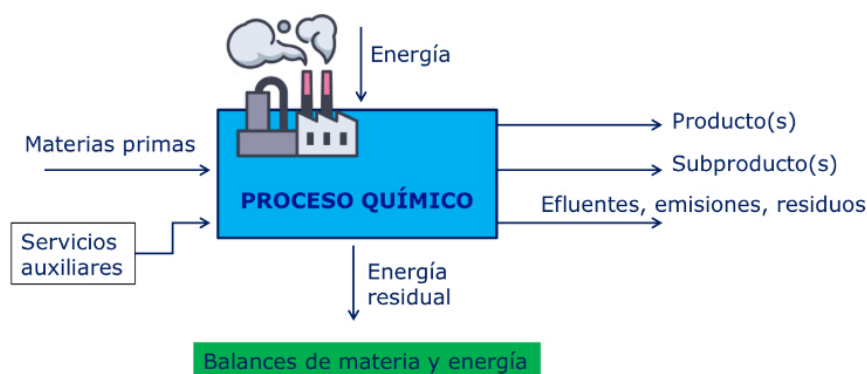 Energía
Producto(s)
Materias primas
Subproducto(s)
PROCESO QUÍMICO
Efluentes, emisiones, residuos
Servicios
auxiliares
Energía
residual
Balances de materia y energía